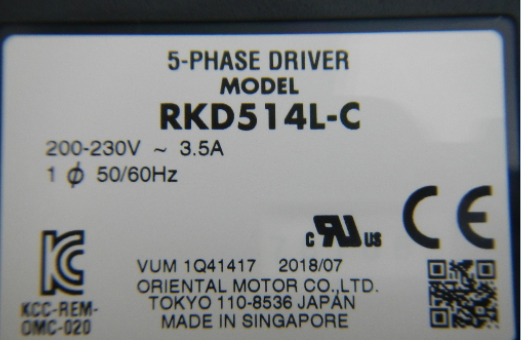 5-PHASE DRIVER
MODEL
RKD514L-C
200-230V ~ 3.5A
1 ϕ 50/60Hz
c RU US
CE
VUM 1Q41417 2018/07
ORIENTAL MOTOR CO.,LTD.
TOKYO 110-8536 JAPAN
MADE IN SINGAPORE
KC
KCC-REM-
OMC-020